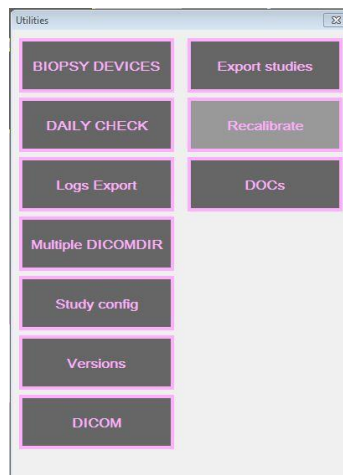 Utilities
BIOPSY DEVICES
Export studies
DAILY CHECK
Recalibrate
Logs Export
DOCs
Multiple DICOMDIR
Study config
Versions
DICOM